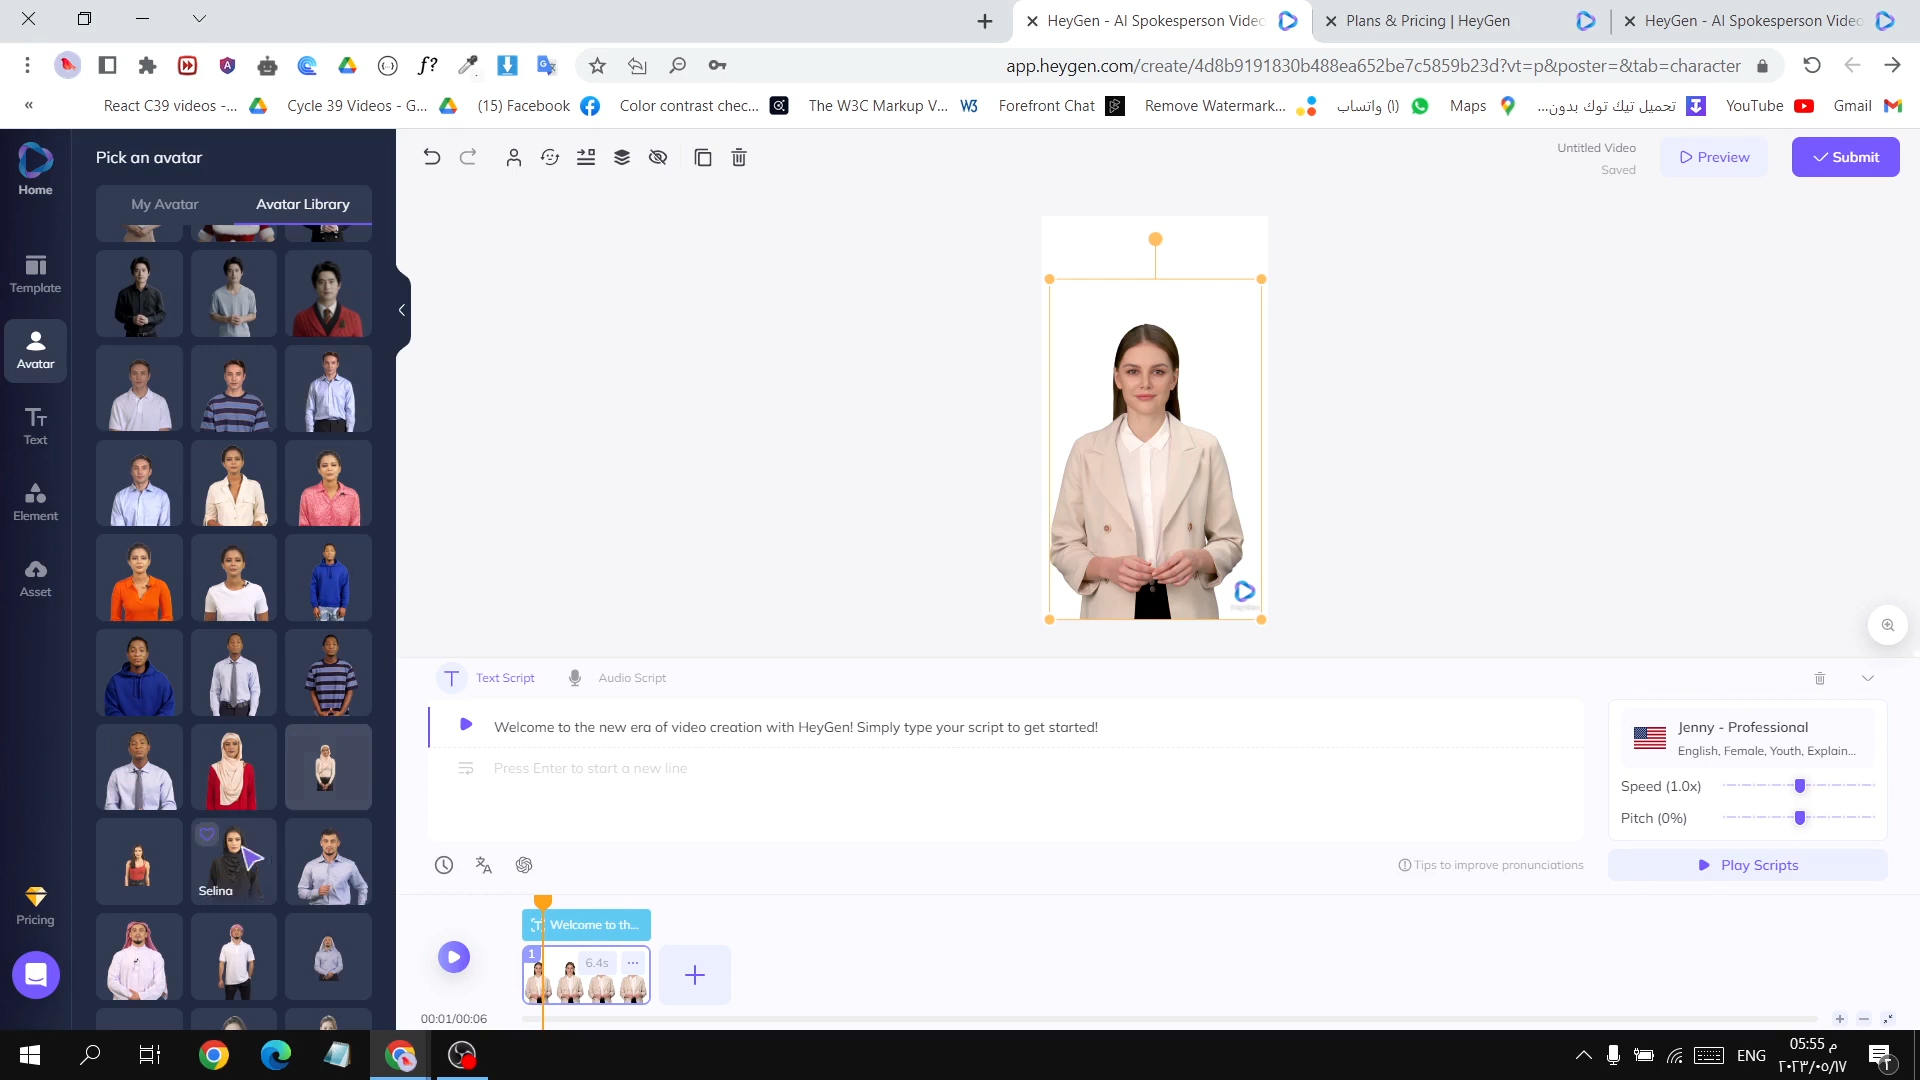 HeyGen - AI Spokesperson Videc
Plans & Pricing | HeyGen
HeyGen - AI Spokesperson Video
f?
app.heygen.com/create/4d8b9191830b488ea652be7c5859b23d?vt=p&poster=&tab=character
«
React C39 videos -...
Cycle 39 Videos - G...
(15) Facebook
Color contrast chec...
The W3C Markup V...
W3
Forefront Chat
Remove Watermark...
(1) واتساب
Maps
تحميل تيك توك بدون...
YouTube
Gmail
Home
Template
Avatar
Text
Element
Asset
Pricing
Pick an avatar
My Avatar
Avatar Library
Selina
Untitled Video
Saved
Preview
Submit
HeyGen
Text Script
Audio Script
Welcome to the new era of video creation with HeyGen! Simply type your script to get started!
Press Enter to start a new line
Jenny - Professional
English, Female, Youth, Explain...
Speed (1.0x)
Pitch (0%)
Tips to improve pronunciations
Play Scripts
Welcome to th...
1
6.4s
00:01/00:06
ENG
05:55 م
٢٠٢٣/٠٥/١٧
٢